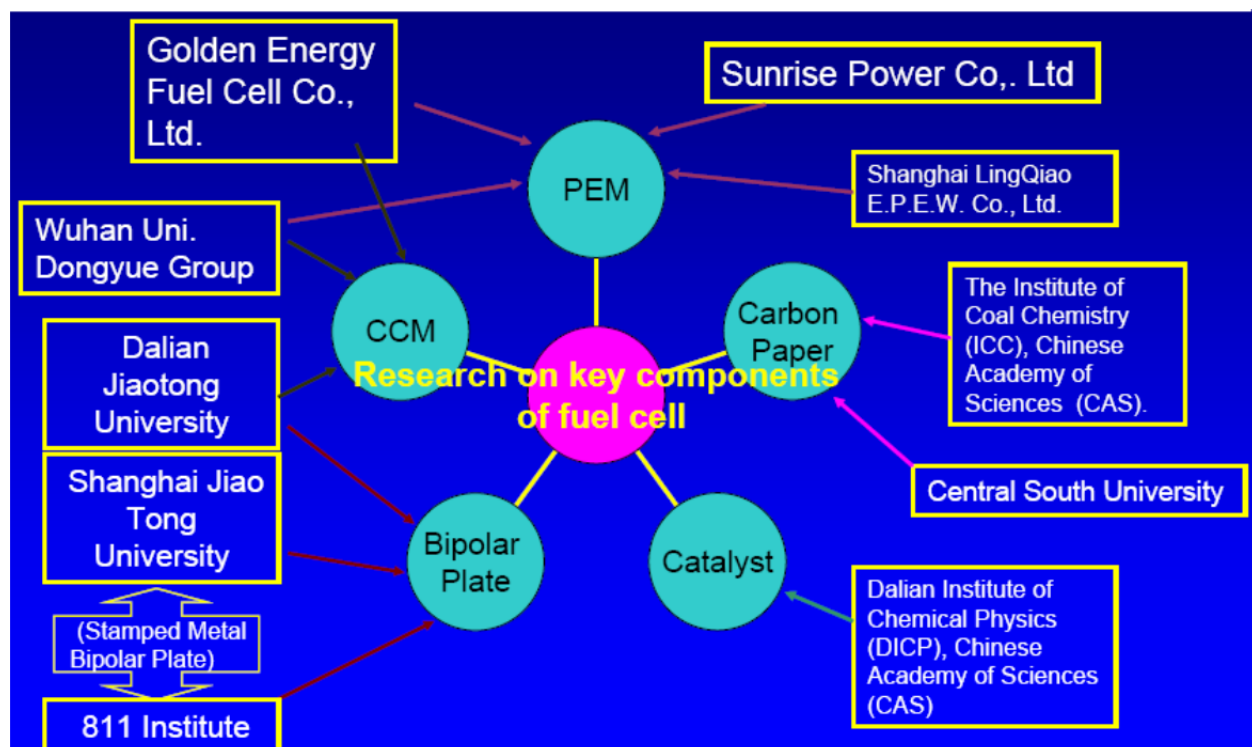 Golden Energy
Fuel Cell Co.,
Ltd.
Sunrise Power Co,. Ltd
PEM
Shanghai LingQiao
E.P.E.W. Co., Ltd.
Wuhan Uni.
Dongyue Group
CCM
Carbon
Paper
The Institute of
Coal Chemistry
(ICC), Chinese
Academy of
Sciences (CAS).
Dalian
Jiaotong
University
Research on key components
of fuel cell
Shanghai Jiao
Tong
University
Central South University
Bipolar
Plate
Catalyst
Dalian Institute of
Chemical Physics
(DICP), Chinese
Academy of Sciences
(CAS)
(Stamped Metal
Bipolar Plate)
811 Institute